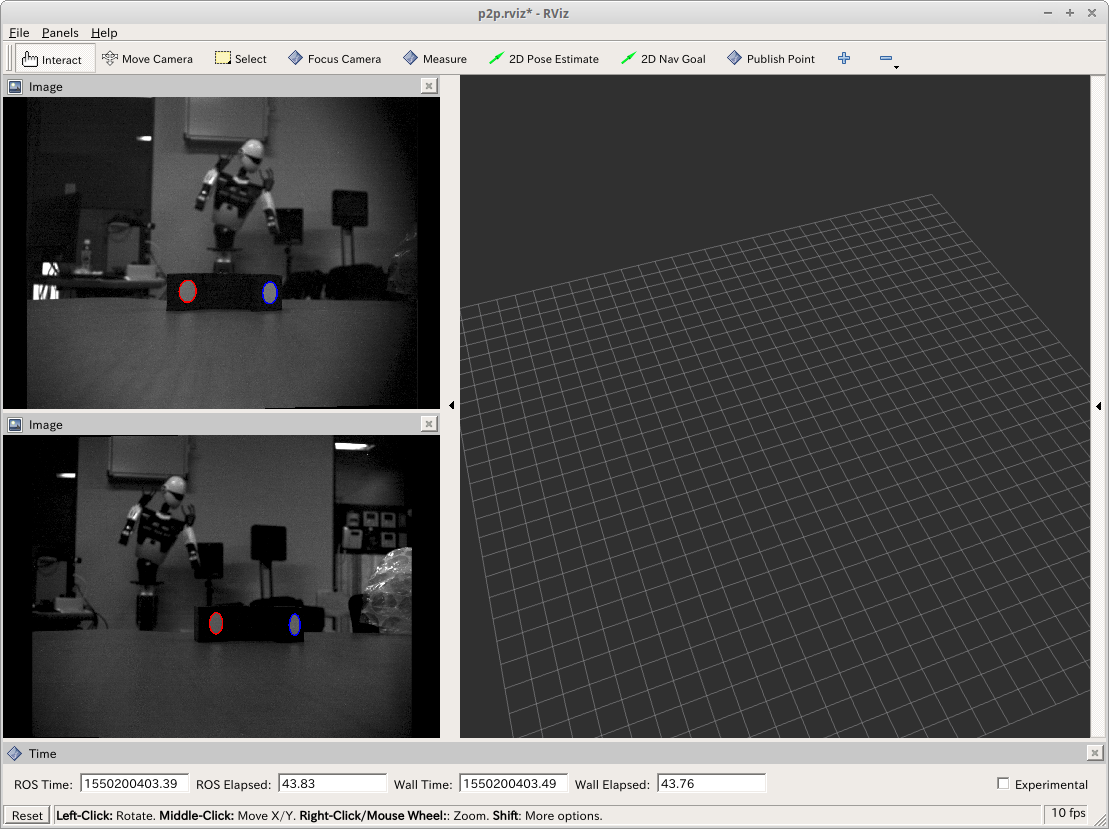 p2p.rviz* - RViz
File Panels Help
Interact Move Camera Select Focus Camera Measure 2D Pose Estimate 2D Nav Goal Publish Point
Image
Image
Time
ROS Time: 1550200403.39 ROS Elapsed: 43.83 Wall Time: 1550200403.49 Wall Elapsed: 43.76 Experimental
Reset Left-Click: Rotate. Middle-Click: Move X/Y. Right-Click/Mouse Wheel:: Zoom. Shift: More options. 10 fps